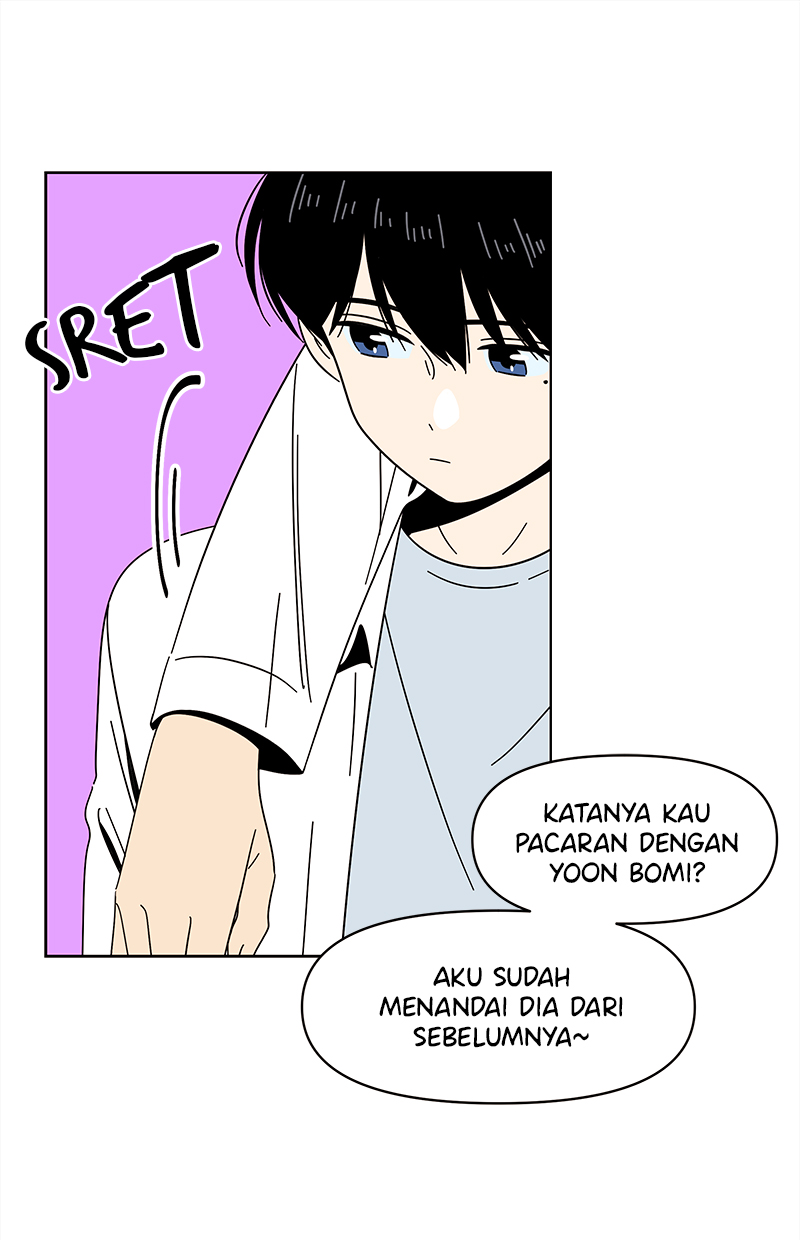 SRET
KATANYA KAU
PACARAN DENGAN
YOON BOMI?
AKU SUDAH
MENANDAI DIA DARI
SEBELUMNYA~